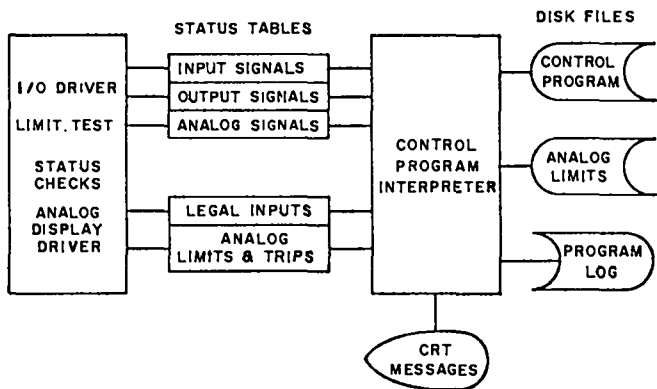 STATUS TABLES
DISK FILES
I/O DRIVER
LIMIT. TEST
STATUS
CHECKS
ANALOG
DISPLAY
DRIVER
INPUT SIGNALS
OUTPUT SIGNALS
ANALOG SIGNALS
LEGAL INPUTS
ANALOG
LIMITS & TRIPS
CONTROL
PROGRAM
INTERPRETER
CONTROL
PROGRAM
ANALOG
LIMITS
PROGRAM
LOG
CRT
MESSAGES